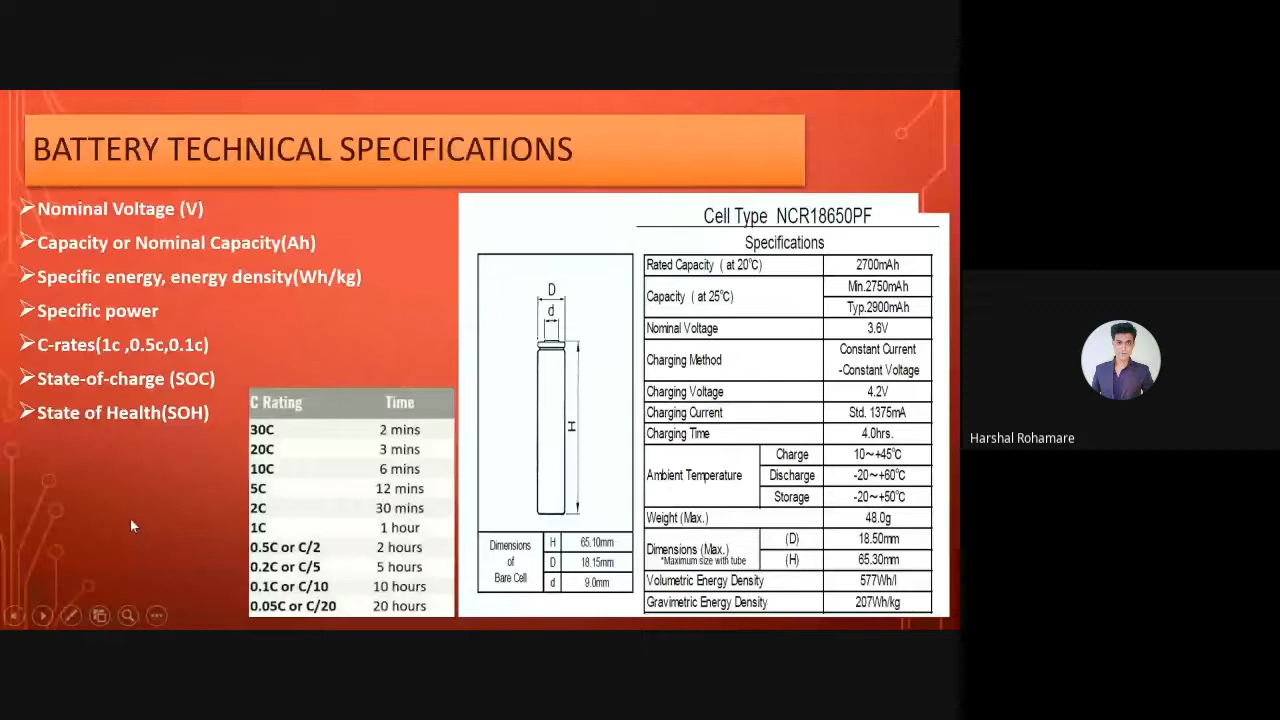 BATTERY TECHNICAL SPECIFICATIONS
Nominal Voltage (V)
Capacity or Nominal Capacity(Ah)
Specific energy, energy density(Wh/kg)
Specific power
C-rates(1c ,0.5c,0.1c)
State-of-charge (SOC)
State of Health(SOH)
C Rating Time
30C 2 mins
20C 3 mins
10C 6 mins
5C 12 mins
2C 30 mins
1C 1 hour
0.5C or C/2 2 hours
0.2C or C/5 5 hours
0.1C or C/10 10 hours
0.05C or C/20 20 hours
D
d
H
Dimensions of Bare Cell
H 65.10mm
D 18.15mm
d 9.0mm
Cell Type NCR18650PF
Specifications
Rated Capacity ( at 20℃) 2700mAh
Capacity ( at 25℃) Min.2750mAh
Typ.2900mAh
Nominal Voltage 3.6V
Charging Method Constant Current
-Constant Voltage
Charging Voltage 4.2V
Charging Current Std. 1375mA
Charging Time 4.0hrs.
Ambient Temperature Charge 10～+45℃
Discharge -20～+60℃
Storage -20～+50℃
Weight (Max.) 48.0g
Dimensions (Max.) (D) 18.50mm
*Maximum size with tube (H) 65.30mm
Volumetric Energy Density 577Wh/l
Gravimetric Energy Density 207Wh/kg
Harshal Rohamare